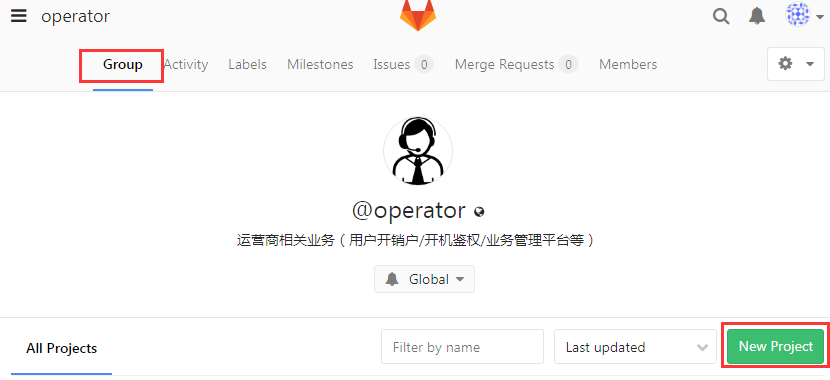 operator
Group Activity Labels Milestones Issues 0 Merge Requests 0 Members
@operator
运营商相关业务（用户开销户/开机鉴权/业务管理平台等）
Global
All Projects Filter by name Last updated New Project